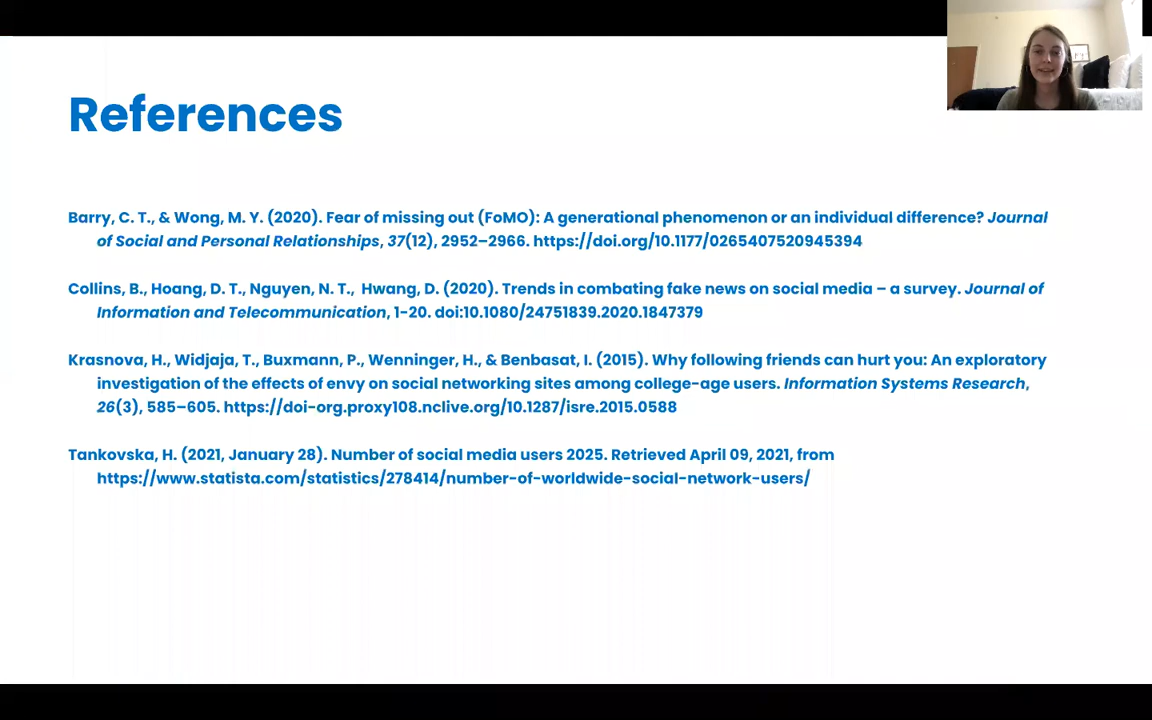 References
Barry, C. T., & Wong, M. Y. (2020). Fear of missing out (FoMO): A generational phenomenon or an individual difference? Journal
of Social and Personal Relationships, 37(12), 2952–2966. https://doi.org/10.1177/0265407520945394
Collins, B., Hoang, D. T., Nguyen, N. T.,  Hwang, D. (2020). Trends in combating fake news on social media – a survey. Journal of
Information and Telecommunication, 1-20. doi:10.1080/24751839.2020.1847379
Krasnova, H., Widjaja, T., Buxmann, P., Wenninger, H., & Benbasat, I. (2015). Why following friends can hurt you: An exploratory
investigation of the effects of envy on social networking sites among college-age users. Information Systems Research,
26(3), 585–605. https://doi-org.proxy108.nclive.org/10.1287/isre.2015.0588
Tankovska, H. (2021, January 28). Number of social media users 2025. Retrieved April 09, 2021, from
https://www.statista.com/statistics/278414/number-of-worldwide-social-network-users/